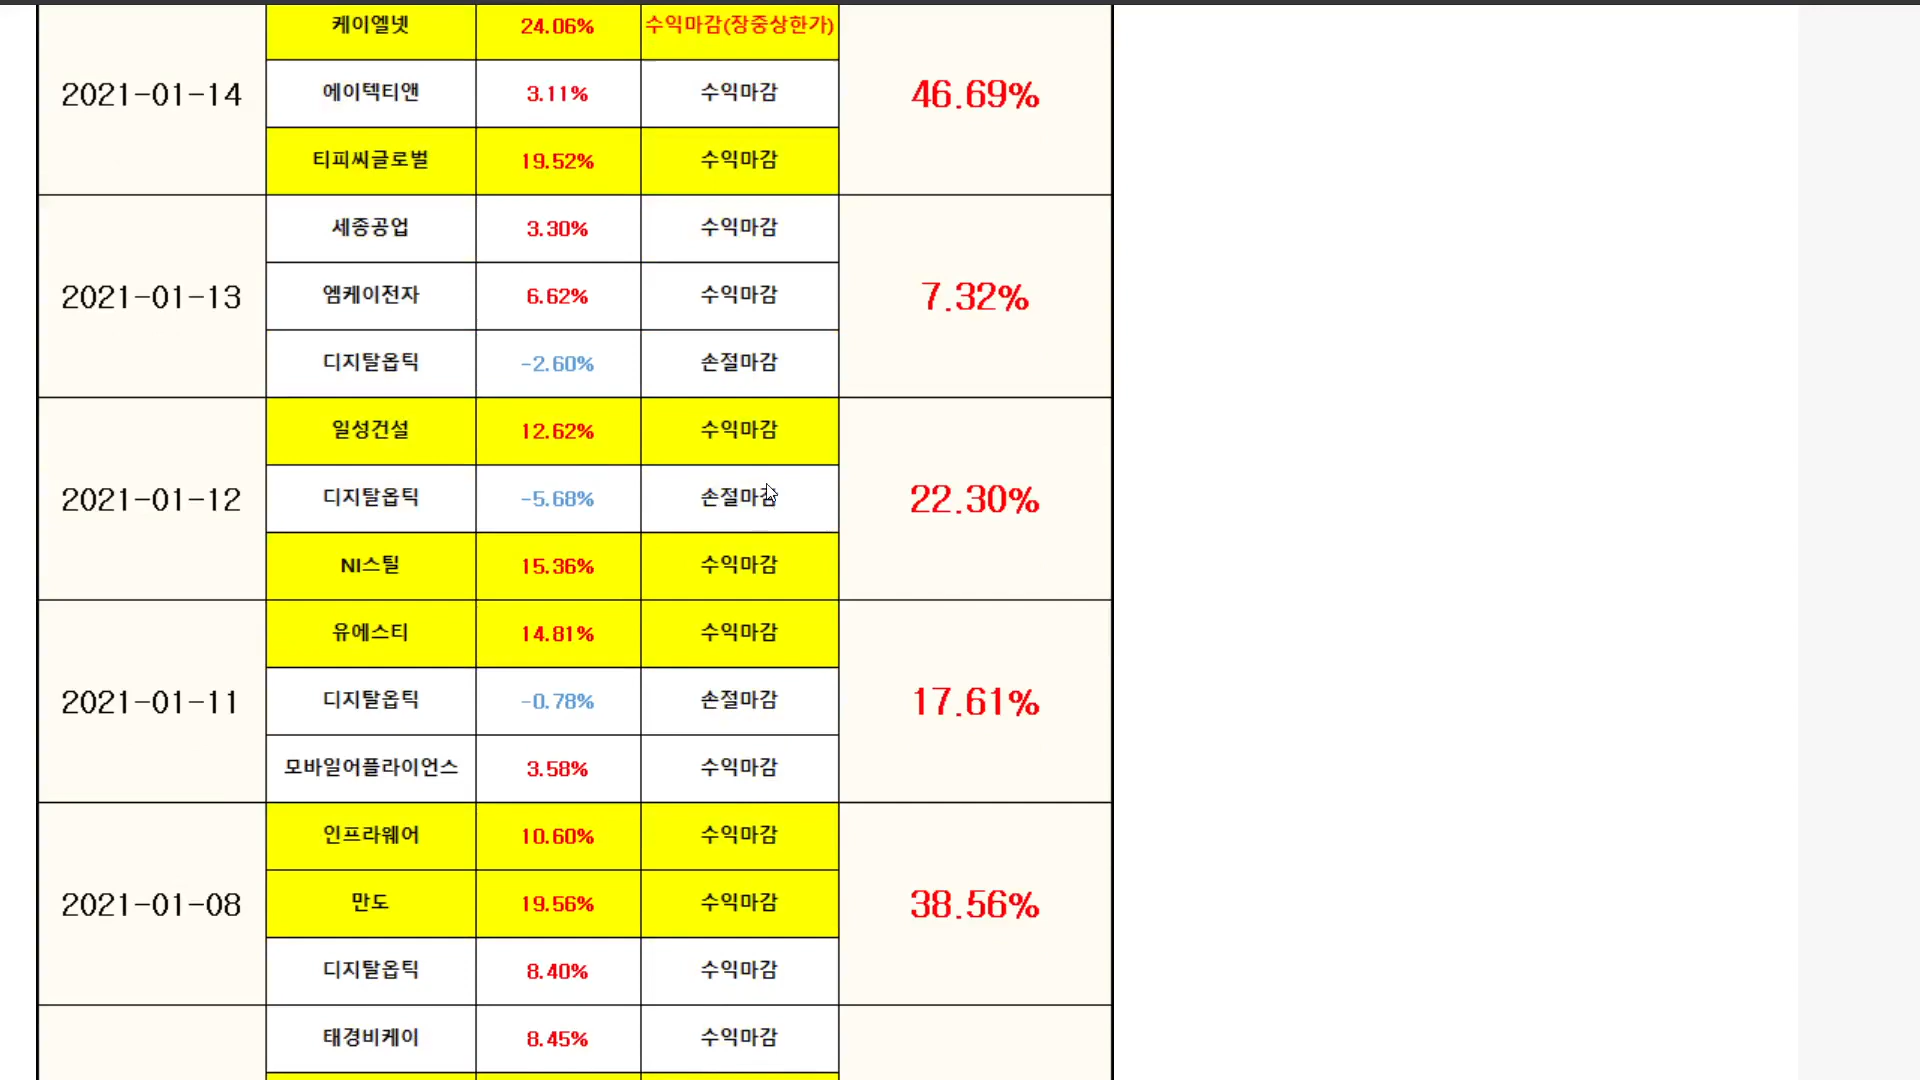 케이엘넷 24.06% 수익마감(장중상한가)
2021-01-14 에이텍티앤 3.11% 수익마감 46.69%
티피씨글로벌 19.52% 수익마감
세종공업 3.30% 수익마감
2021-01-13 엠케이전자 6.62% 수익마감 7.32%
디지탈옵틱 -2.60% 손절마감
일성건설 12.62% 수익마감
2021-01-12 디지탈옵틱 -5.68% 손절마감 22.30%
NI스틸 15.36% 수익마감
유에스티 14.81% 수익마감
2021-01-11 디지탈옵틱 -0.78% 손절마감 17.61%
모바일어플라이언스 3.58% 수익마감
인프라웨어 10.60% 수익마감
2021-01-08 만도 19.56% 수익마감 38.56%
디지탈옵틱 8.40% 수익마감
태경비케이 8.45% 수익마감